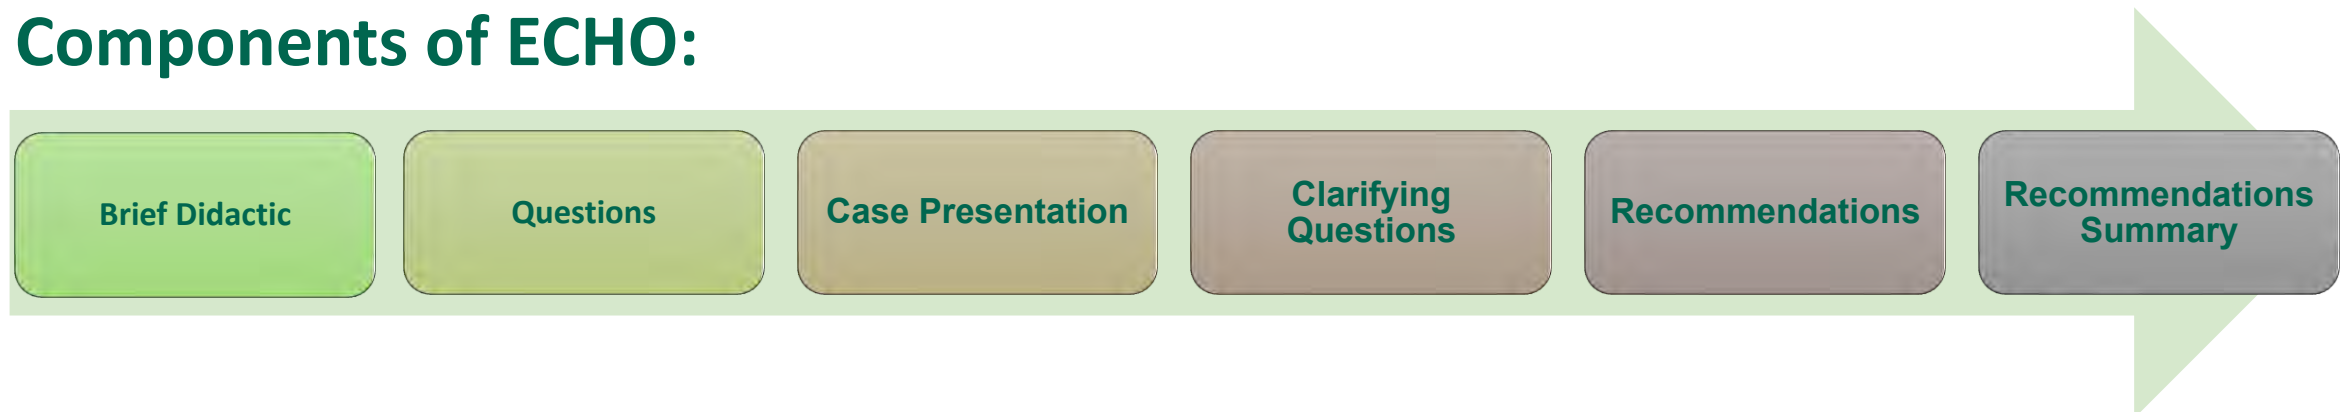 Components of ECHO:
Brief Didactic
Questions
Case Presentation
Clarifying
Questions
Recommendations
Recommendations
Summary